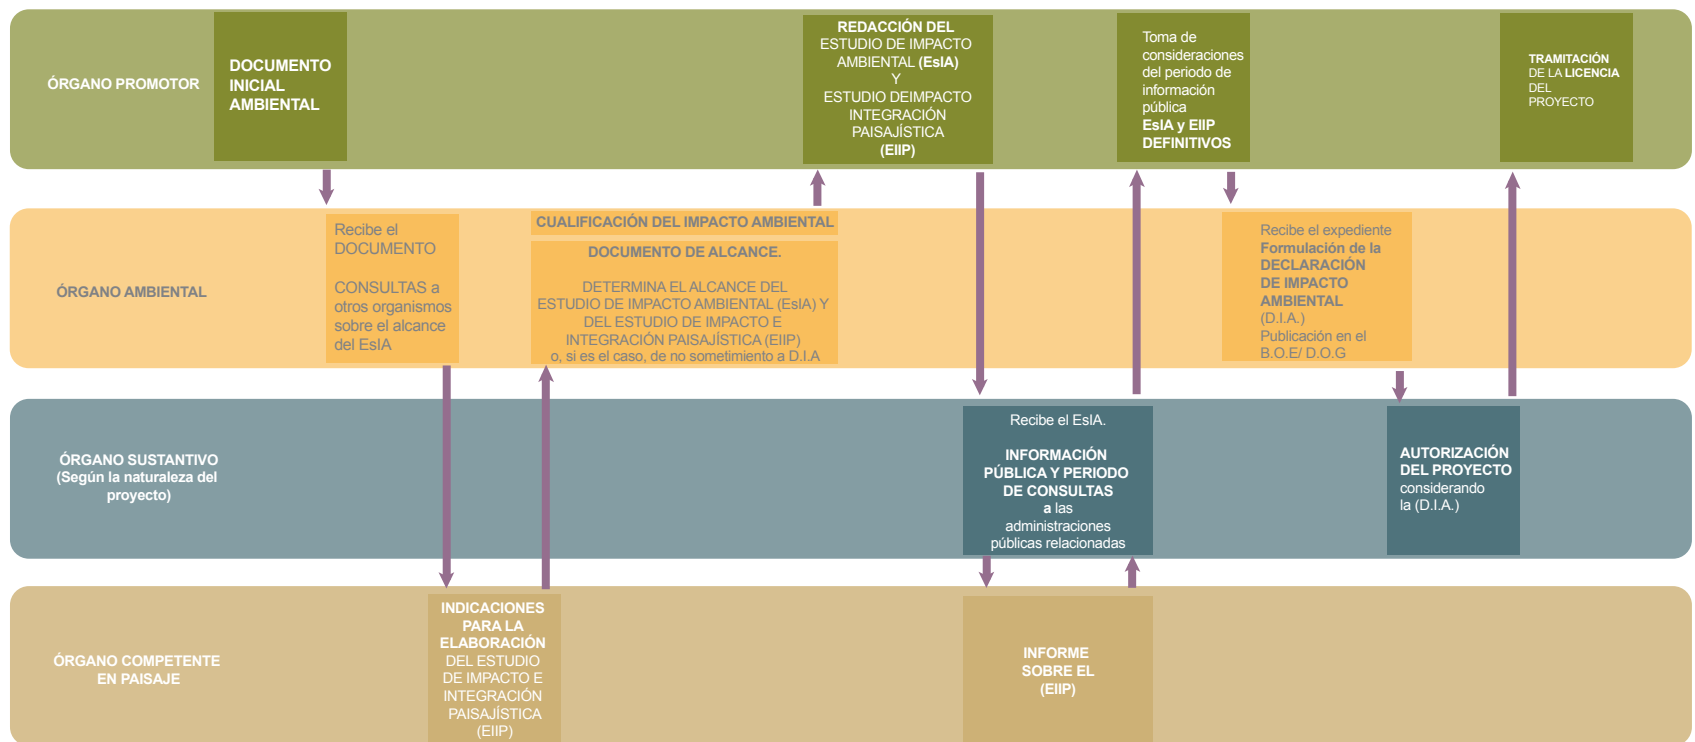 ÓRGANO PROMOTOR
DOCUMENTO
INICIAL
AMBIENTAL
REDACCIÓN DEL
ESTUDIO DE IMPACTO
AMBIENTAL (EsIA)
Y
ESTUDIO DEIMPACTO
INTEGRACIÓN
PAISAJÍSTICA
(EIIP)
Toma de
consideraciones
del periodo de
información
pública
EsIA y EIIP
DEFINITIVOS
TRAMITACIÓN
DE LA LICENCIA
DEL
PROYECTO
ÓRGANO AMBIENTAL
Recibe el
DOCUMENTO
CONSULTAS a
otros organismos
sobre el alcance
del EsIA
CUALIFICACIÓN DEL IMPACTO AMBIENTAL
DOCUMENTO DE ALCANCE.
DETERMINA EL ALCANCE DEL
ESTUDIO DE IMPACTO AMBIENTAL (EsIA) Y
DEL ESTUDIO DE IMPACTO E
INTEGRACIÓN PAISAJÍSTICA (EIIP)
o, si es el caso, de no sometimiento a D.I.A
Recibe el expediente
Formulación de la
DECLARACIÓN
DE IMPACTO
AMBIENTAL
(D.I.A.)
Publicación en el
B.O.E/ D.O.G
ÓRGANO SUSTANTIVO
(Según la naturaleza del
proyecto)
Recibe el EsIA.
INFORMACIÓN
PÚBLICA Y PERIODO
DE CONSULTAS
a las
administraciones
públicas relacionadas
AUTORIZACIÓN
DEL PROYECTO
considerando
la (D.I.A.)
ÓRGANO COMPETENTE
EN PAISAJE
INDICACIONES
PARA LA
ELABORACIÓN
DEL ESTUDIO
DE IMPACTO E
INTEGRACIÓN
PAISAJÍSTICA
(EIIP)
INFORME
SOBRE EL
(EIIP)